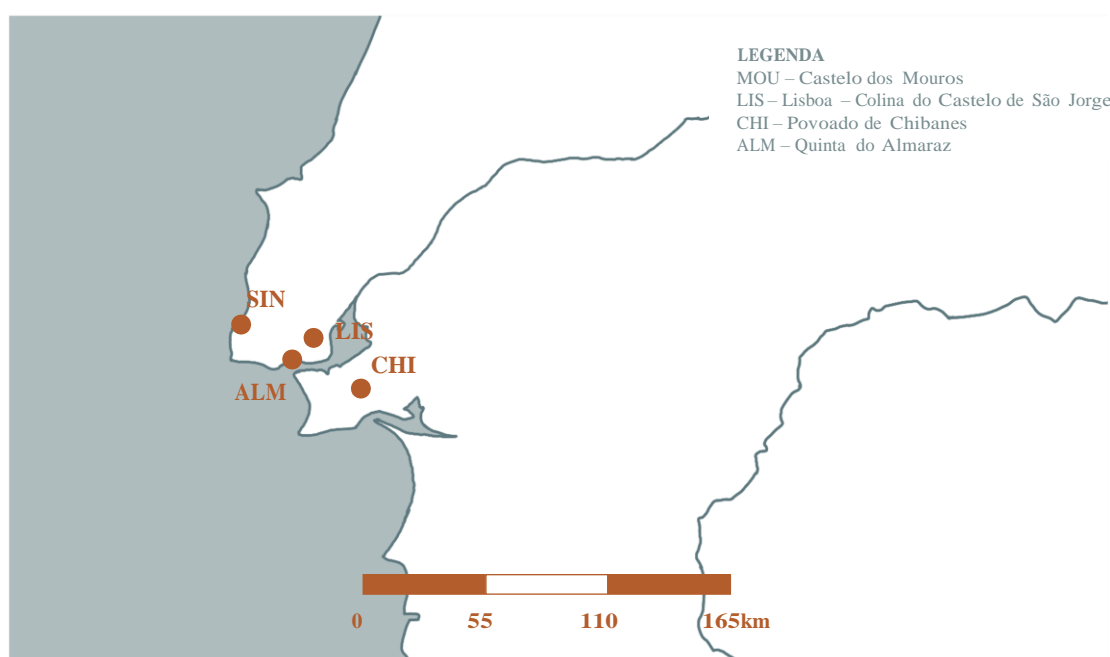 LEGENDA
MOU – Castelo dos Mouros
LIS – Lisboa – Colina do Castelo de São Jorge
CHI – Povoado de Chibanes
ALM – Quinta do Almaraz
SIN
LIS
CHI
ALM
0 55 110 165km